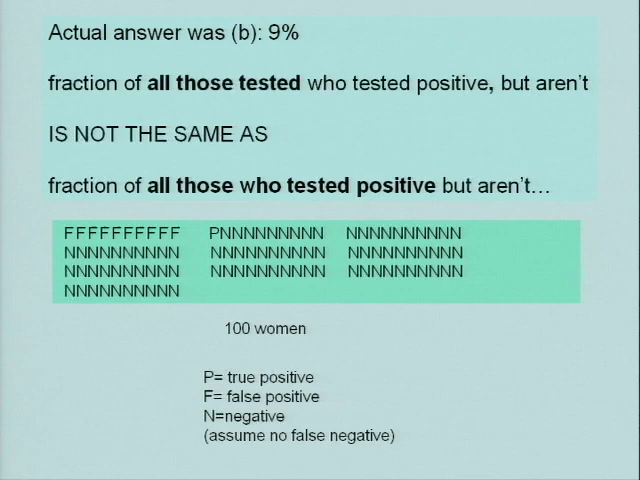 Actual answer was (b): 9%
fraction of all those tested who tested positive, but aren't
IS NOT THE SAME AS
fraction of all those who tested positive but aren't…
FFFFFFFFFF PNNNNNNNNN NNNNNNNNNN
NNNNNNNNNN NNNNNNNNNN NNNNNNNNNN
NNNNNNNNNN NNNNNNNNNN NNNNNNNNNN
NNNNNNNNNN
100 women
P= true positive
F= false positive
N=negative
(assume no false negative)